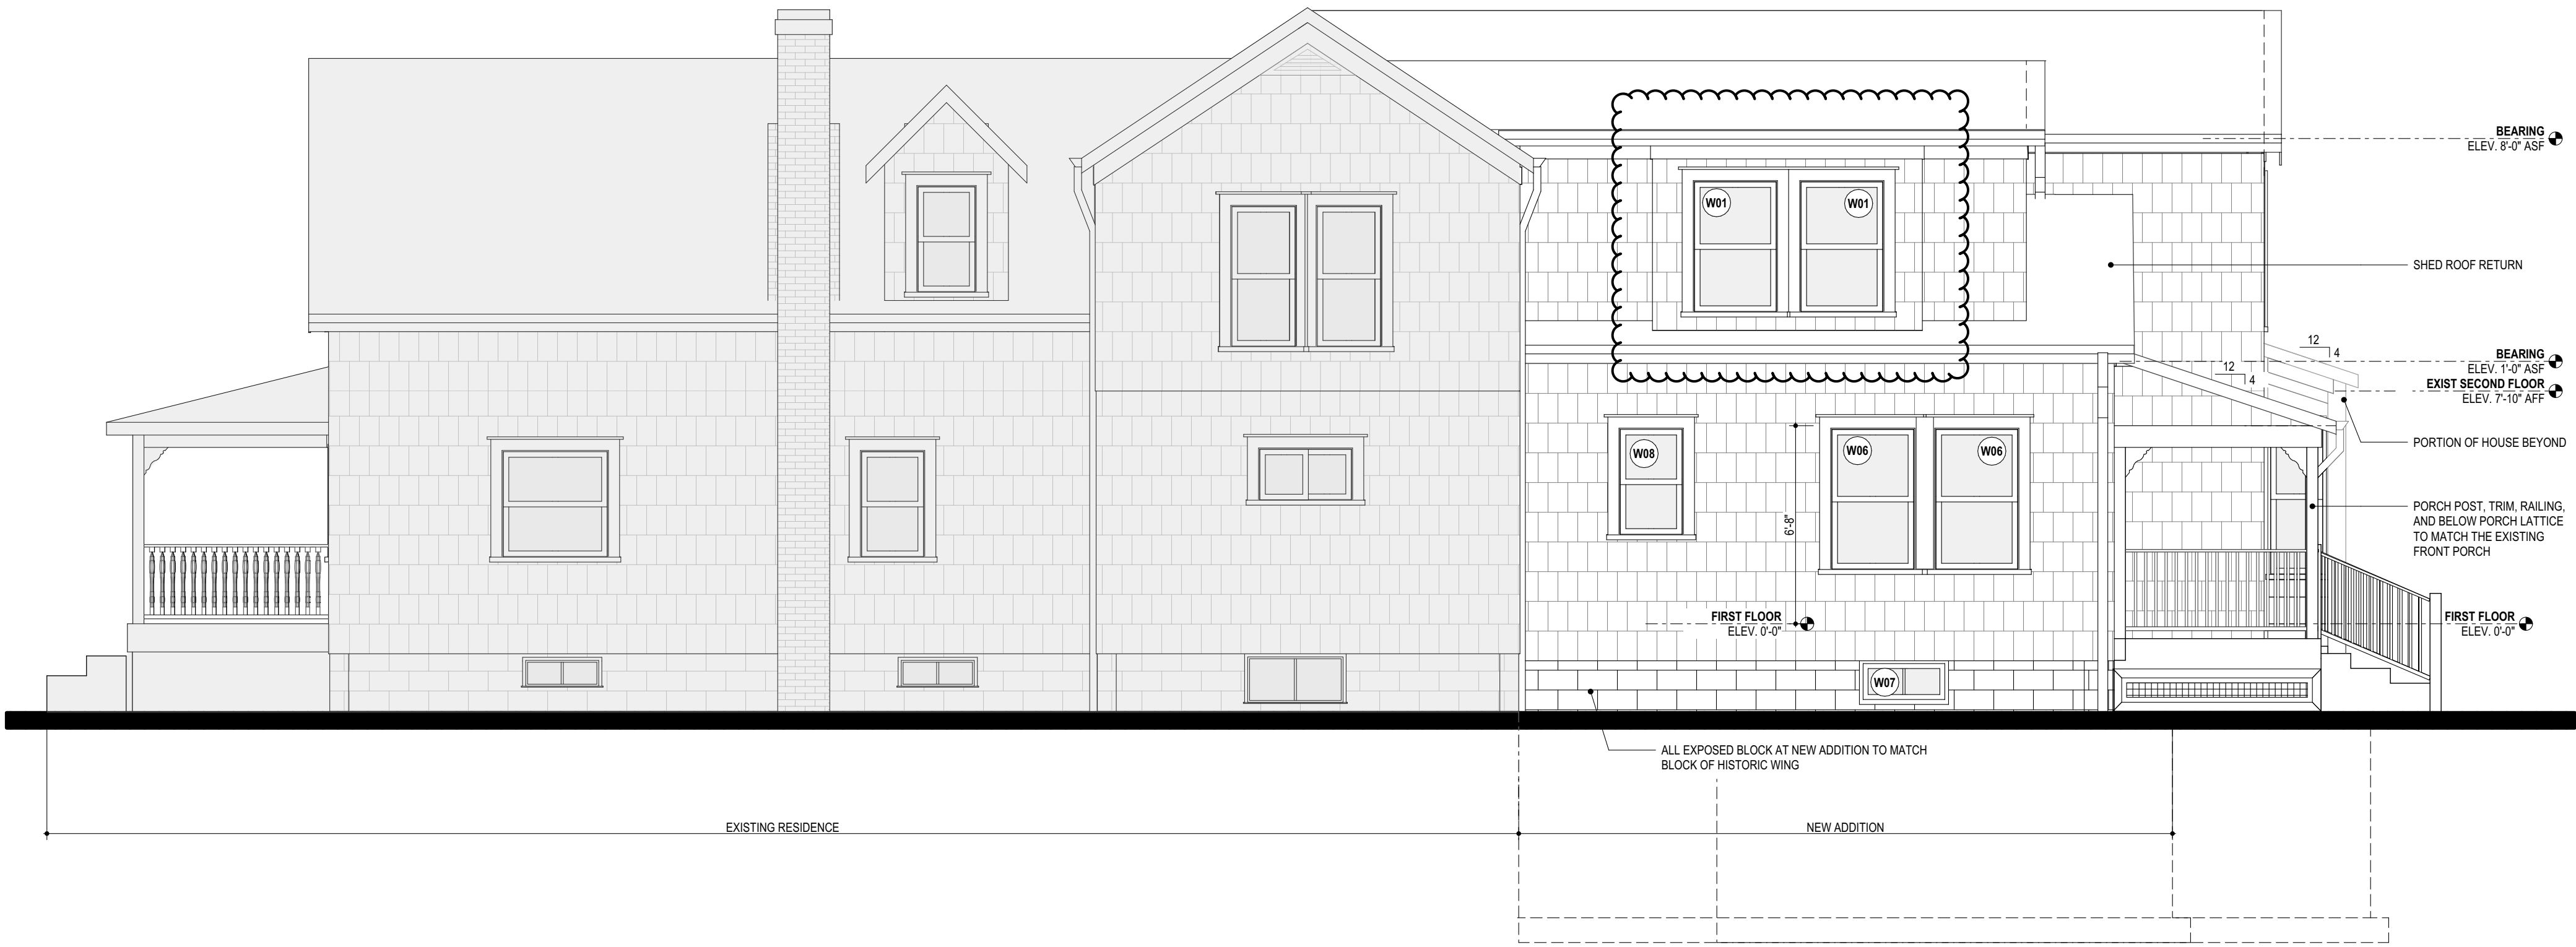 BEARING
ELEV. 8'-0" ASF
W01
W01
SHED ROOF RETURN
12
4
12
4
BEARING
ELEV. 1'-0" ASF
EXIST SECOND FLOOR
ELEV. 7'-10" AFF
PORTION OF HOUSE BEYOND
W08
W06
W06
6'-8"
PORCH POST, TRIM, RAILING,
AND BELOW PORCH LATTICE
TO MATCH THE EXISTING
FRONT PORCH
FIRST FLOOR
ELEV. 0'-0"
FIRST FLOOR
ELEV. 0'-0"
W07
ALL EXPOSED BLOCK AT NEW ADDITION TO MATCH
BLOCK OF HISTORIC WING
EXISTING RESIDENCE
NEW ADDITION